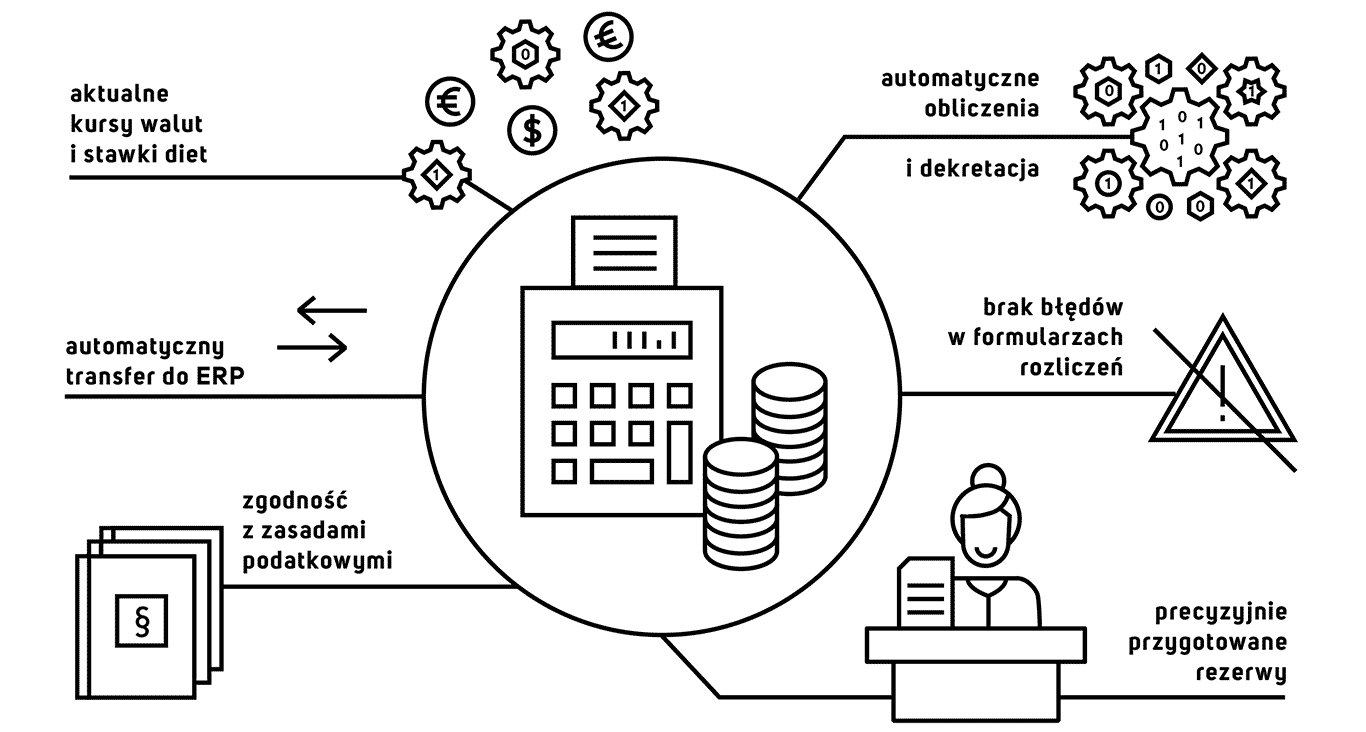 aktualne
kursy walut
i stawki diet
€
0
€
$
1
1
automatyczne
obliczenia
i dekretacja
0
1
0
1
1 0 1
0 1 0
1
1
0
0
1
automatyczny
transfer do ERP
brak błędów
w formularzach
rozliczeń
!
zgodność
z zasadami
podatkowymi
§
precyzyjnie
przygotowane
rezerwy